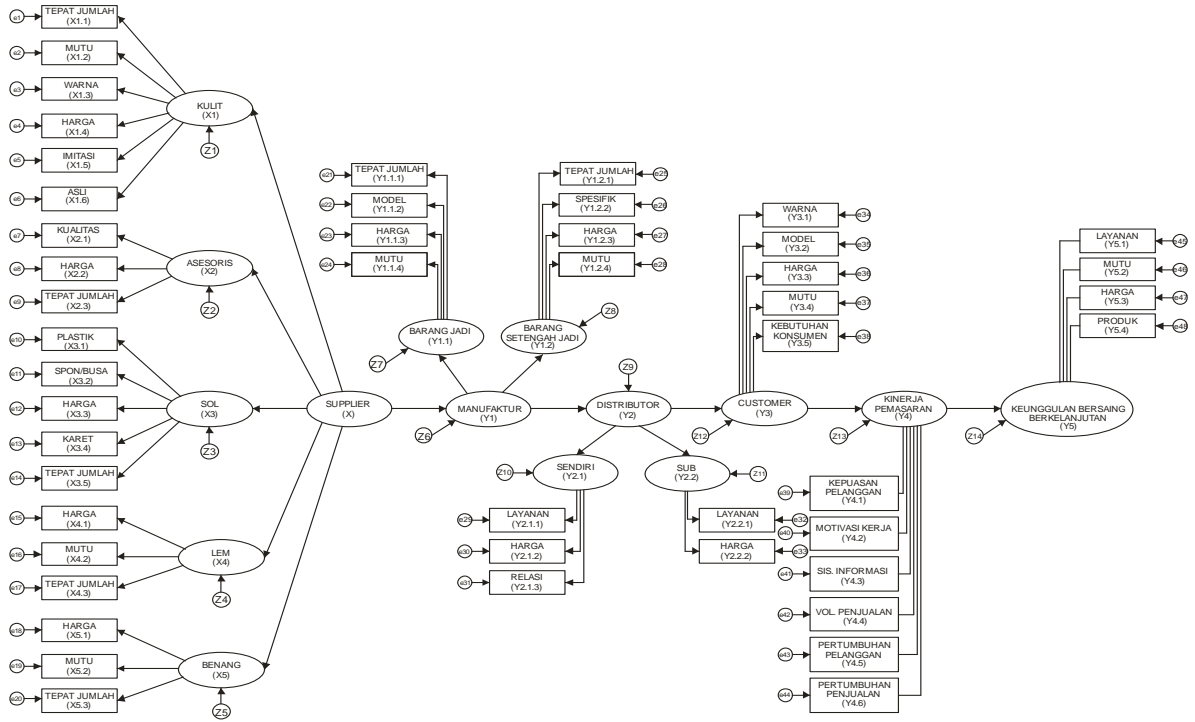 e1
TEPAT JUMLAH
(X1.1)
e2
MUTU
(X1.2)
e3
WARNA
(X1.3)
e4
HARGA
(X1.4)
e5
IMITASI
(X1.5)
e6
ASLI
(X1.6)
KULIT
(X1)
Z1
e7
KUALITAS
(X2.1)
e8
HARGA
(X2.2)
e9
TEPAT JUMLAH
(X2.3)
ASESORIS
(X2)
Z2
e10
PLASTIK
(X3.1)
e11
SPON/BUSA
(X3.2)
e12
HARGA
(X3.3)
e13
KARET
(X3.4)
e14
TEPAT JUMLAH
(X3.5)
SOL
(X3)
Z3
e15
HARGA
(X4.1)
e16
MUTU
(X4.2)
e17
TEPAT JUMLAH
(X4.3)
LEM
(X4)
Z4
e18
HARGA
(X5.1)
e19
MUTU
(X5.2)
e20
TEPAT JUMLAH
(X5.3)
BENANG
(X5)
Z5
SUPPLIER
(X)
e21
TEPAT JUMLAH
(Y1.1.1)
e22
MODEL
(Y1.1.2)
e23
HARGA
(Y1.1.3)
e24
MUTU
(Y1.1.4)
BARANG JADI
(Y1.1)
Z7
TEPAT JUMLAH
(Y1.2.1)
e25
SPESIFIK
(Y1.2.2)
e26
HARGA
(Y1.2.3)
e27
MUTU
(Y1.2.4)
e28
BARANG
SETENGAH JADI
(Y1.2)
Z8
MANUFAKTUR
(Y1)
Z6
Z9
DISTRIBUTOR
(Y2)
Z10
SENDIRI
(Y2.1)
e29
LAYANAN
(Y2.1.1)
e30
HARGA
(Y2.1.2)
e31
RELASI
(Y2.1.3)
SUB
(Y2.2)
Z11
LAYANAN
(Y2.2.1)
e32
HARGA
(Y2.2.2)
e33
WARNA
(Y3.1)
e34
MODEL
(Y3.2)
e35
HARGA
(Y3.3)
e36
MUTU
(Y3.4)
e37
KEBUTUHAN
KONSUMEN
(Y3.5)
e38
CUSTOMER
(Y3)
Z12
KINERJA
PEMASARAN
(Y4)
Z13
e39
KEPUASAN
PELANGGAN
(Y4.1)
e40
MOTIVASI KERJA
(Y4.2)
e41
SIS. INFORMASI
(Y4.3)
e42
VOL. PENJUALAN
(Y4.4)
e43
PERTUMBUHAN
PELANGGAN
(Y4.5)
e44
PERTUMBUHAN
PENJUALAN
(Y4.6)
LAYANAN
(Y5.1)
e45
MUTU
(Y5.2)
e46
HARGA
(Y5.3)
e47
PRODUK
(Y5.4)
e48
KEUNGGULAN BERSAING
BERKELANJUTAN
(Y5)
Z14